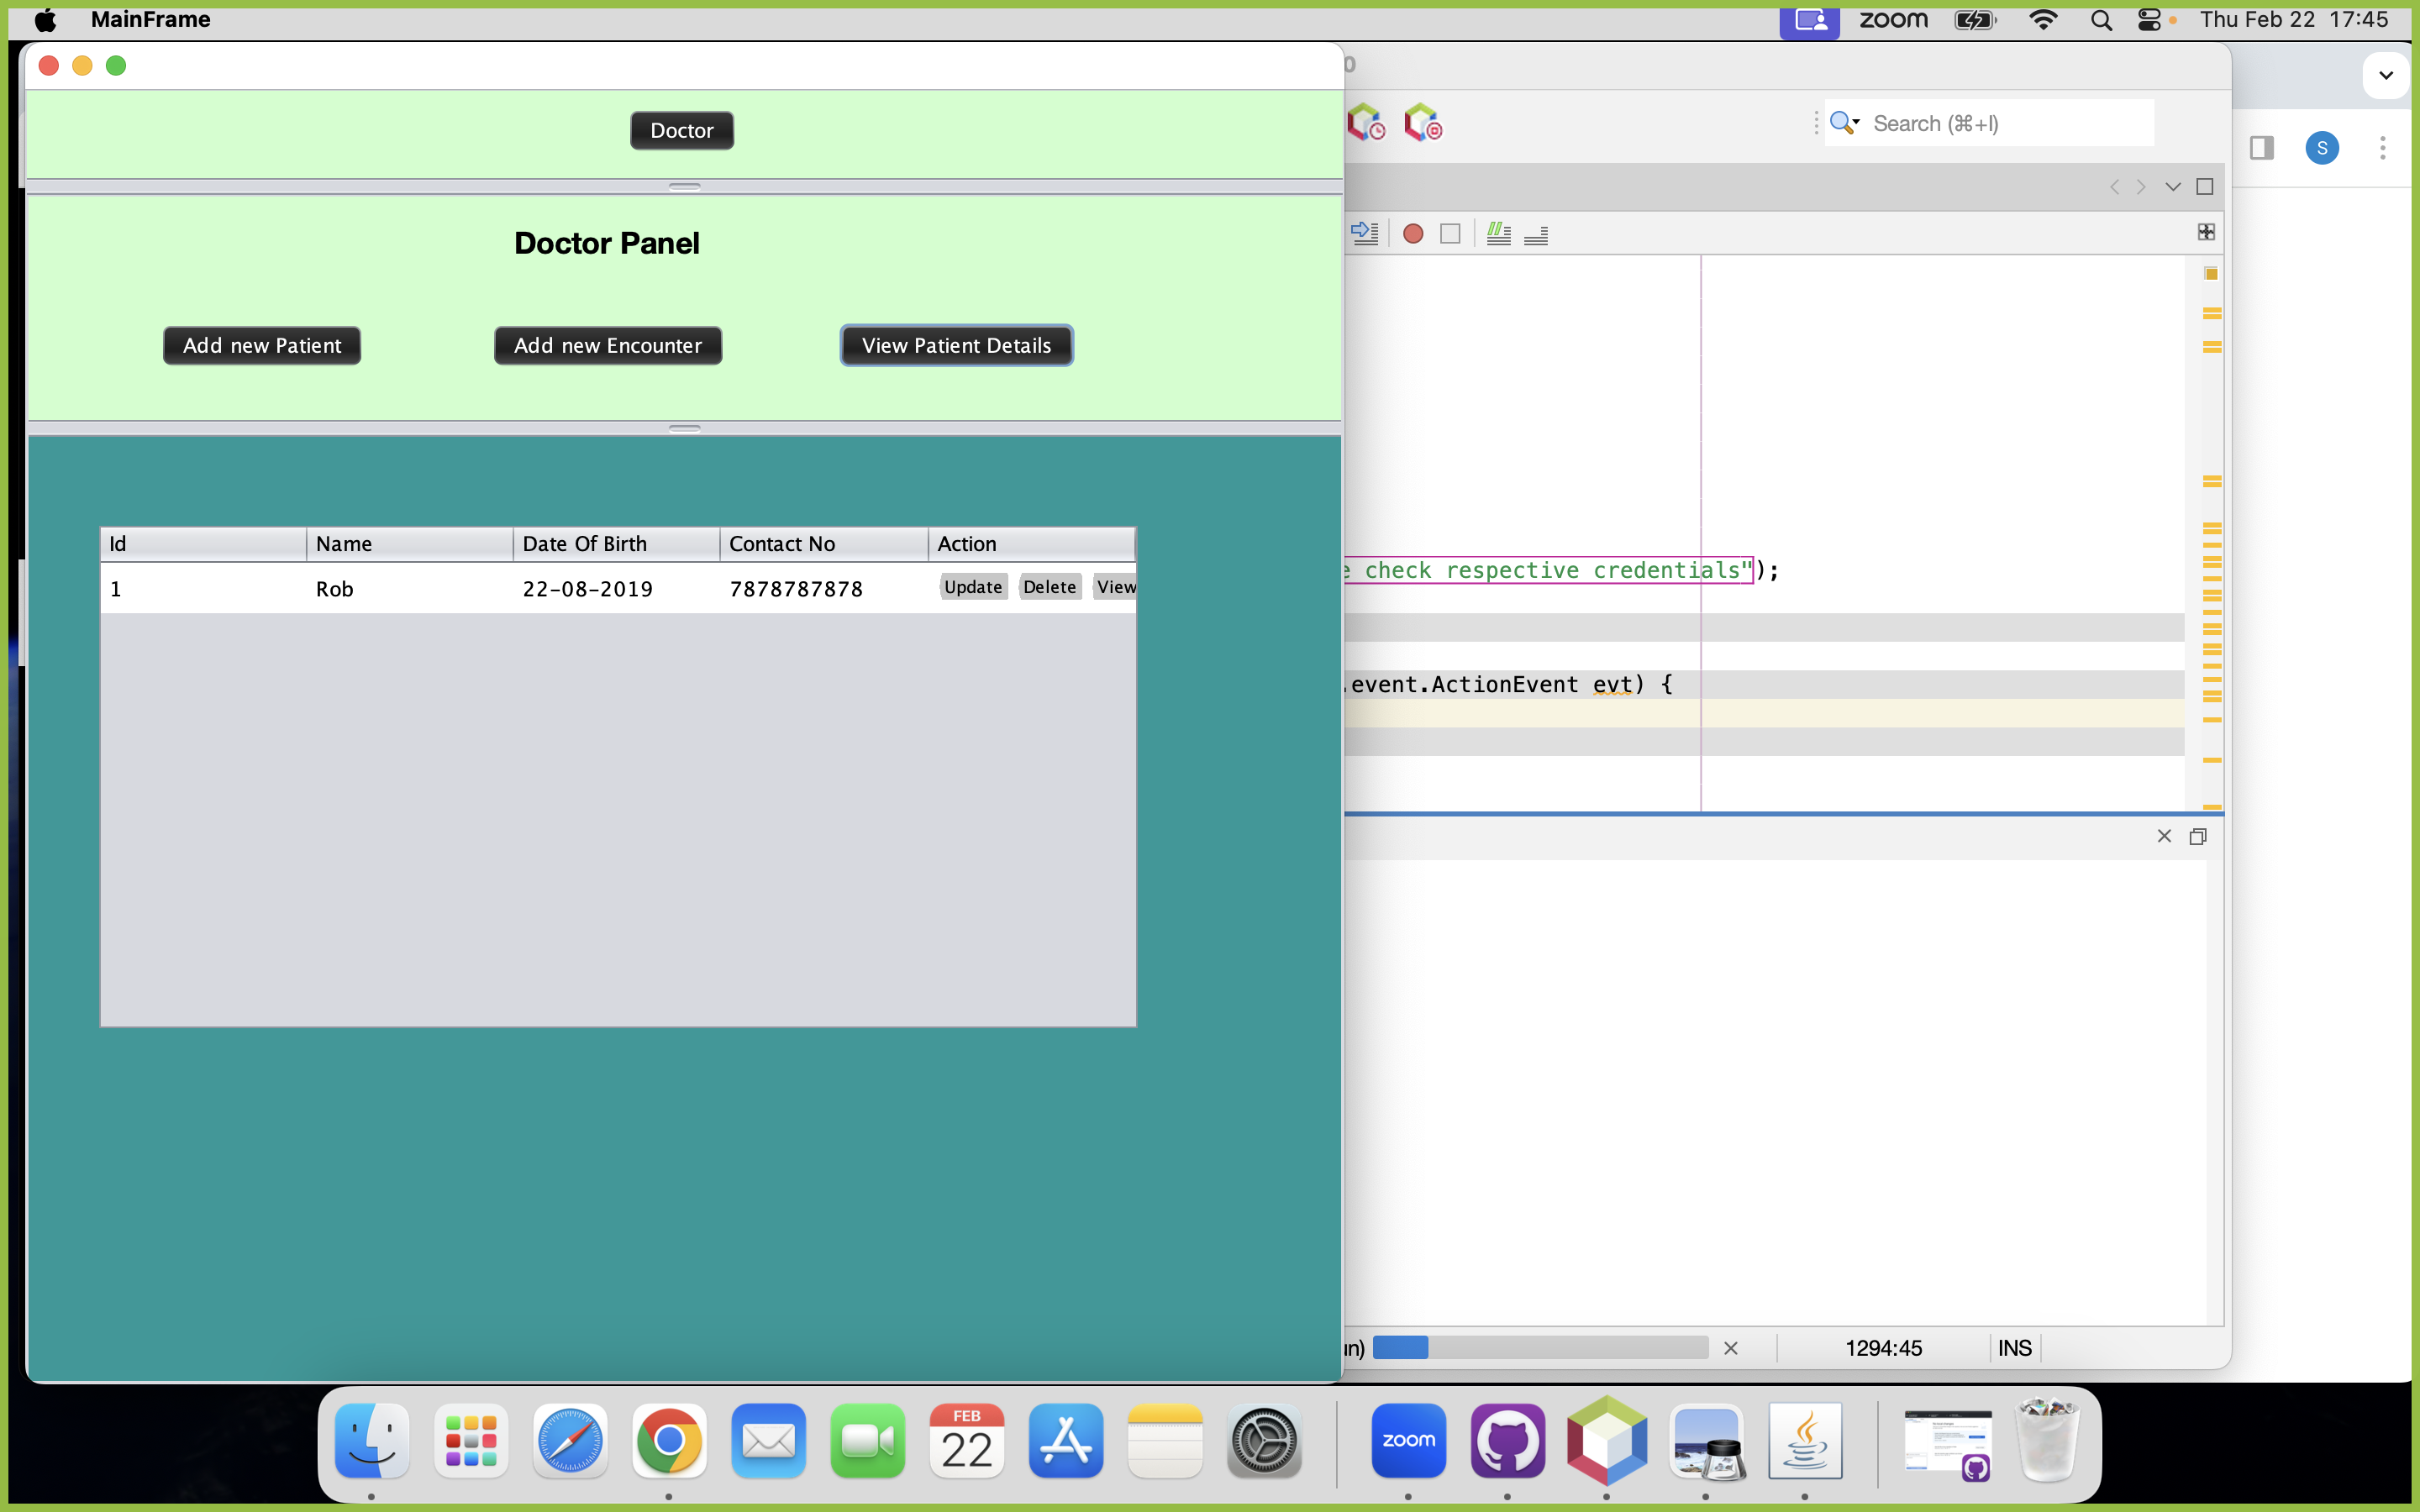 MainFrame
zoom
Thu Feb 22 17:45
Doctor
Search (⌘+I)
S
Doctor Panel
Add new Patient
Add new Encounter
View Patient Details
Id
Name
Date Of Birth
Contact No
Action
1
Rob
22-08-2019
7878787878
Update
Delete
View
check respective credentials");
.event.ActionEvent evt) {
1294:45
INS
FEB
22
zoom